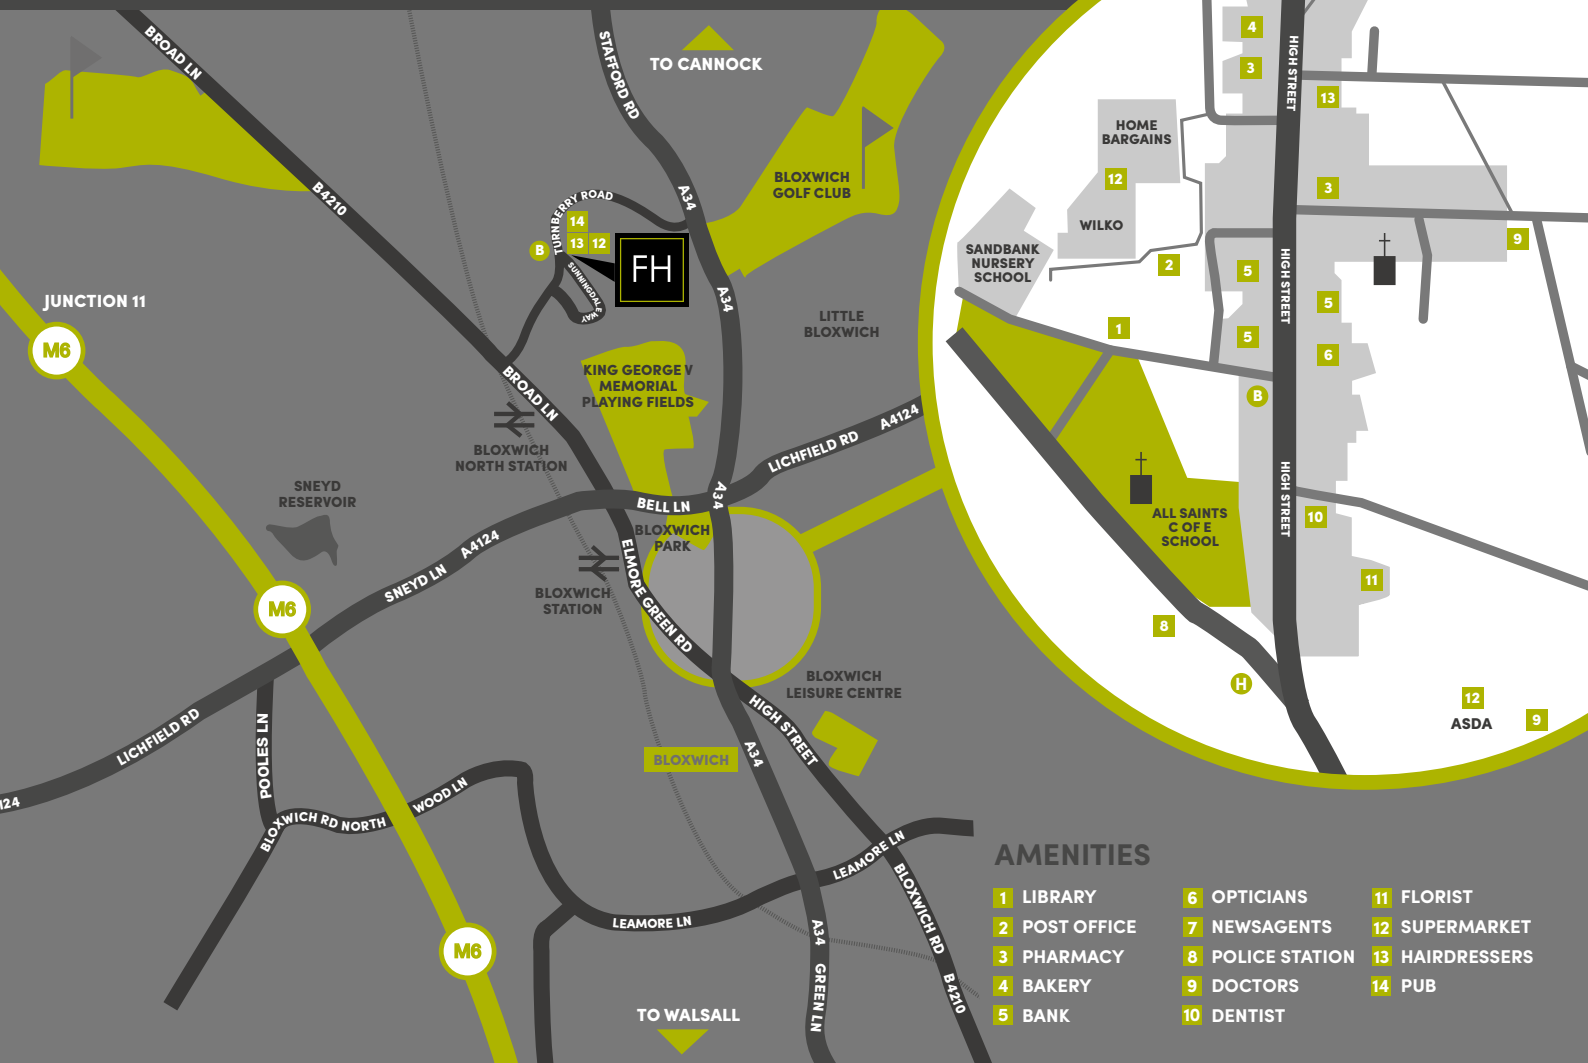 BROAD LN
B4210
STAFFORD RD
TO CANNOCK
A34
BLOXWICH
GOLF CLUB
TURNBERRY ROAD
14
13
12
B
FH
SUNNINGDALE
WAY
A34
JUNCTION 11
M6
LITTLE
BLOXWICH
KING GEORGE V
MEMORIAL
PLAYING FIELDS
BROAD LN
LICHFIELD RD
A4124
BLOXWICH
NORTH STATION
SNEYD
RESERVOIR
BELL LN
A34
BLOXWICH
PARK
A4124
SNEYD LN
ELMORE GREEN RD
BLOXWICH
STATION
M6
BLOXWICH
LEISURE CENTRE
HIGH STREET
A34
BLOXWICH
LICHFIELD RD
POOLES LN
124
BLOXWICH RD NORTH
WOOD LN
LEAMORE LN
LEAMORE LN
BLOXWICH RD
B4210
A34
GREEN LN
M6
TO WALSALL
4
3
HIGH STREET
13
HOME
BARGAINS
12
WILKO
3
SANDBANK
NURSERY
SCHOOL
2
9
HIGH STREET
5
5
1
5
6
B
HIGH STREET
ALL SAINTS
C OF E
SCHOOL
10
11
8
H
12
ASDA
9
AMENITIES
1 LIBRARY
2 POST OFFICE
3 PHARMACY
4 BAKERY
5 BANK
6 OPTICIANS
7 NEWSAGENTS
8 POLICE STATION
9 DOCTORS
10 DENTIST
11 FLORIST
12 SUPERMARKET
13 HAIRDRESSERS
14 PUB